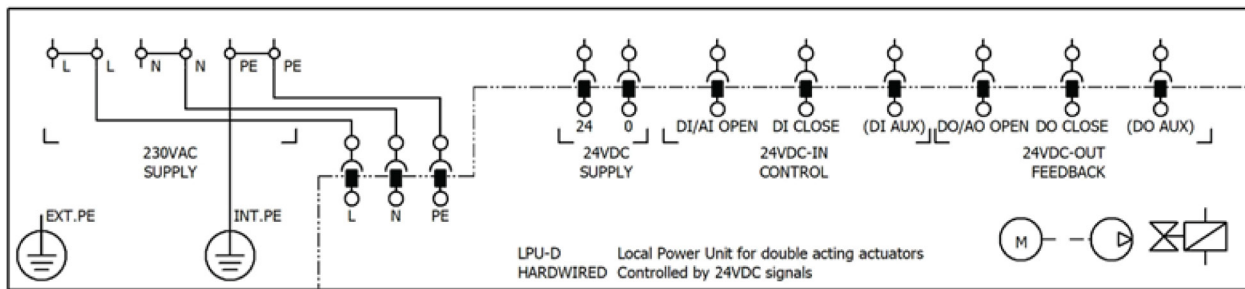 L L N N PE PE
24 0 DI/AI OPEN DI CLOSE (DI AUX) DO/AO OPEN DO CLOSE (DO AUX)
230VAC
SUPPLY
24VDC
SUPPLY
24VDC-IN
CONTROL
24VDC-OUT
FEEDBACK
L N PE
EXT.PE
INT.PE
M
LPU-D Local Power Unit for double acting actuators
HARDWIRED Controlled by 24VDC signals